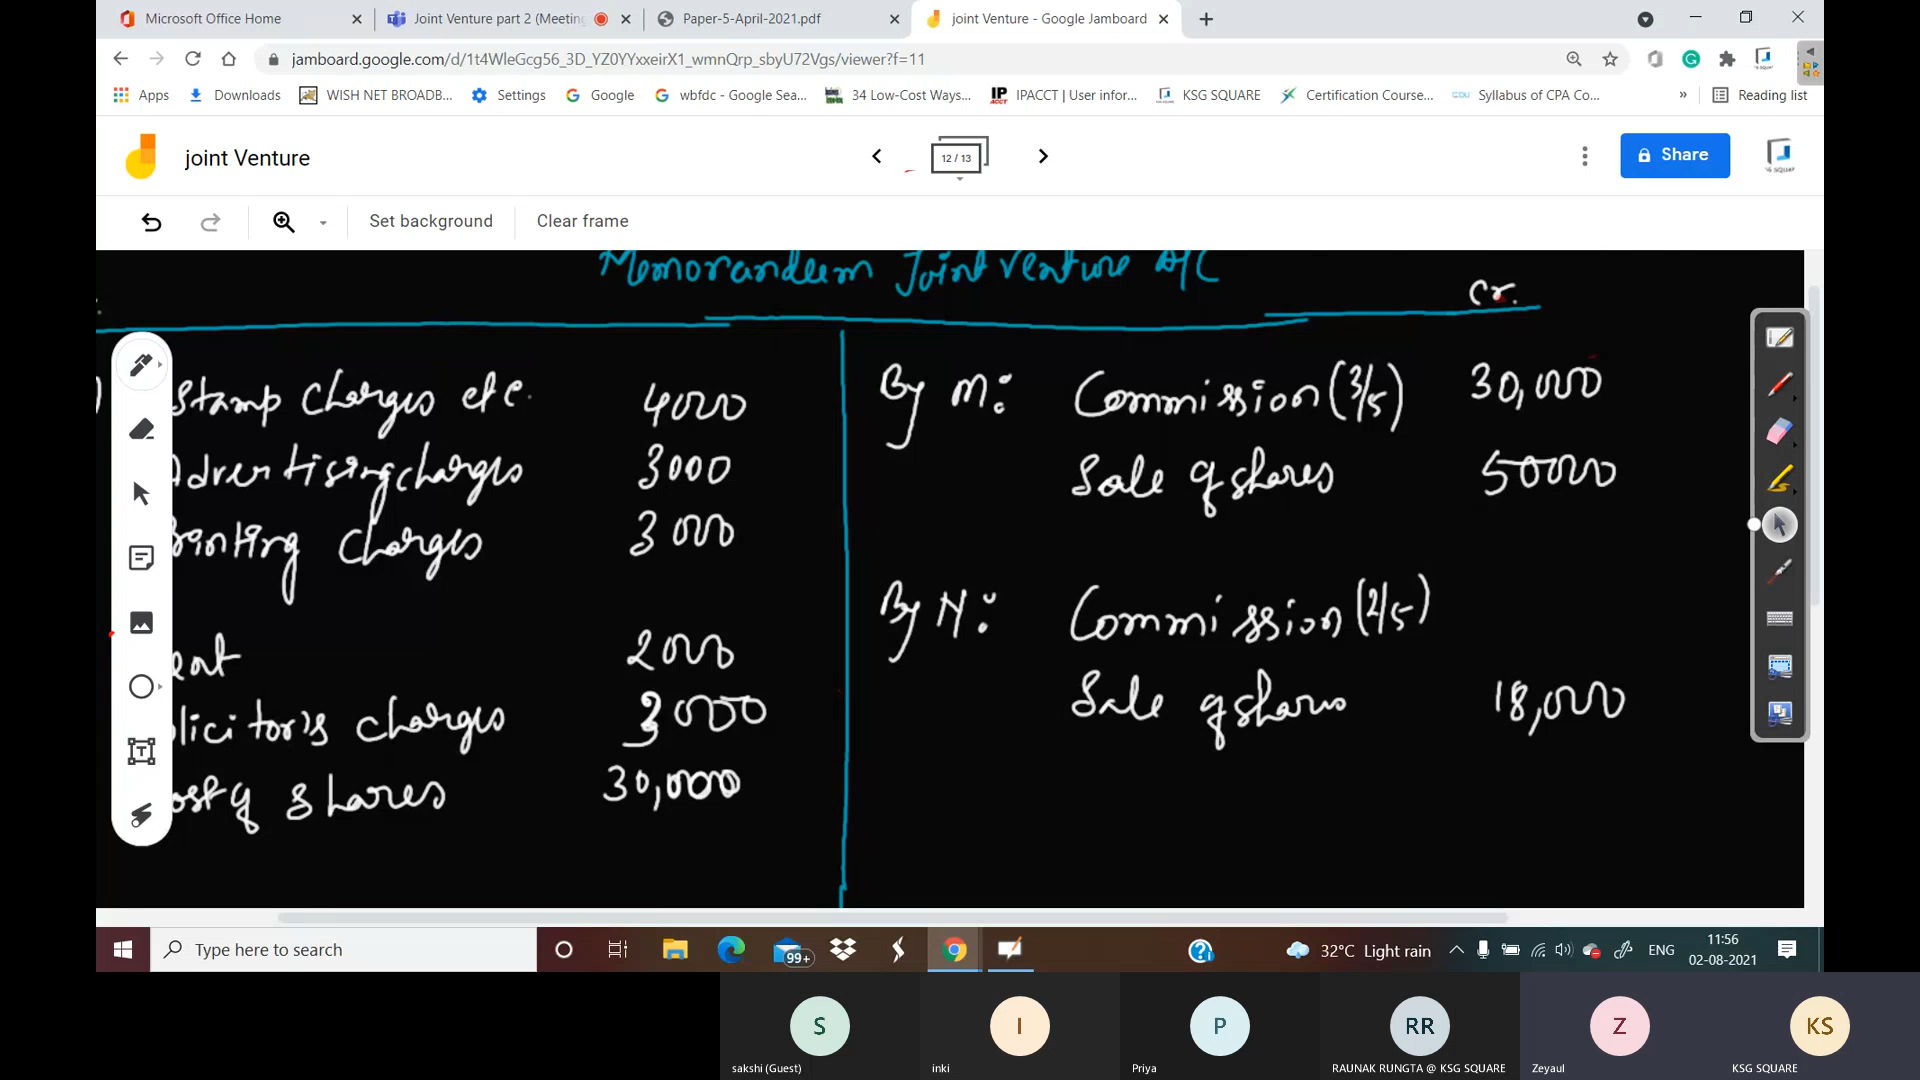 Microsoft Office Home
Joint Venture part 2 (Meetin
Paper-5-April-2021.pdf
joint Venture - Google Jamboard
jamboard.google.com/d/1t4WleGcg56_3D_YZ0YYxxeirX1_wmnQrp_sbyU72Vgs/viewer?f=11
Apps
Downloads
WISH NET BROADB...
Settings
Google
wbfdc - Google Sea...
34 Low-Cost Ways...
IPACCT | User infor...
KSG SQUARE
Certification Course...
Syllabus of CPA Co...
»
Reading list
joint Venture
12 / 13
Share
Set background
Clear frame
Memorandum Joint Venture A/C
Cr.
Stamp charges etc. 4000
Advertising charges 3000
Printing charges 3000
2000
licitor's charges 3000
ost of shares 30,000
By M: Commission (3/5) 30,000
Sale of shares 50000
By N: Commission (2/5)
Sale of shares 18,000
Type here to search
99+
32°C Light rain
ENG
11:56
02-08-2021
S
I
P
RR
Z
KS
sakshi (Guest)
inki
Priya
RAUNAK RUNGTA @ KSG SQUARE
Zeyaul
KSG SQUARE